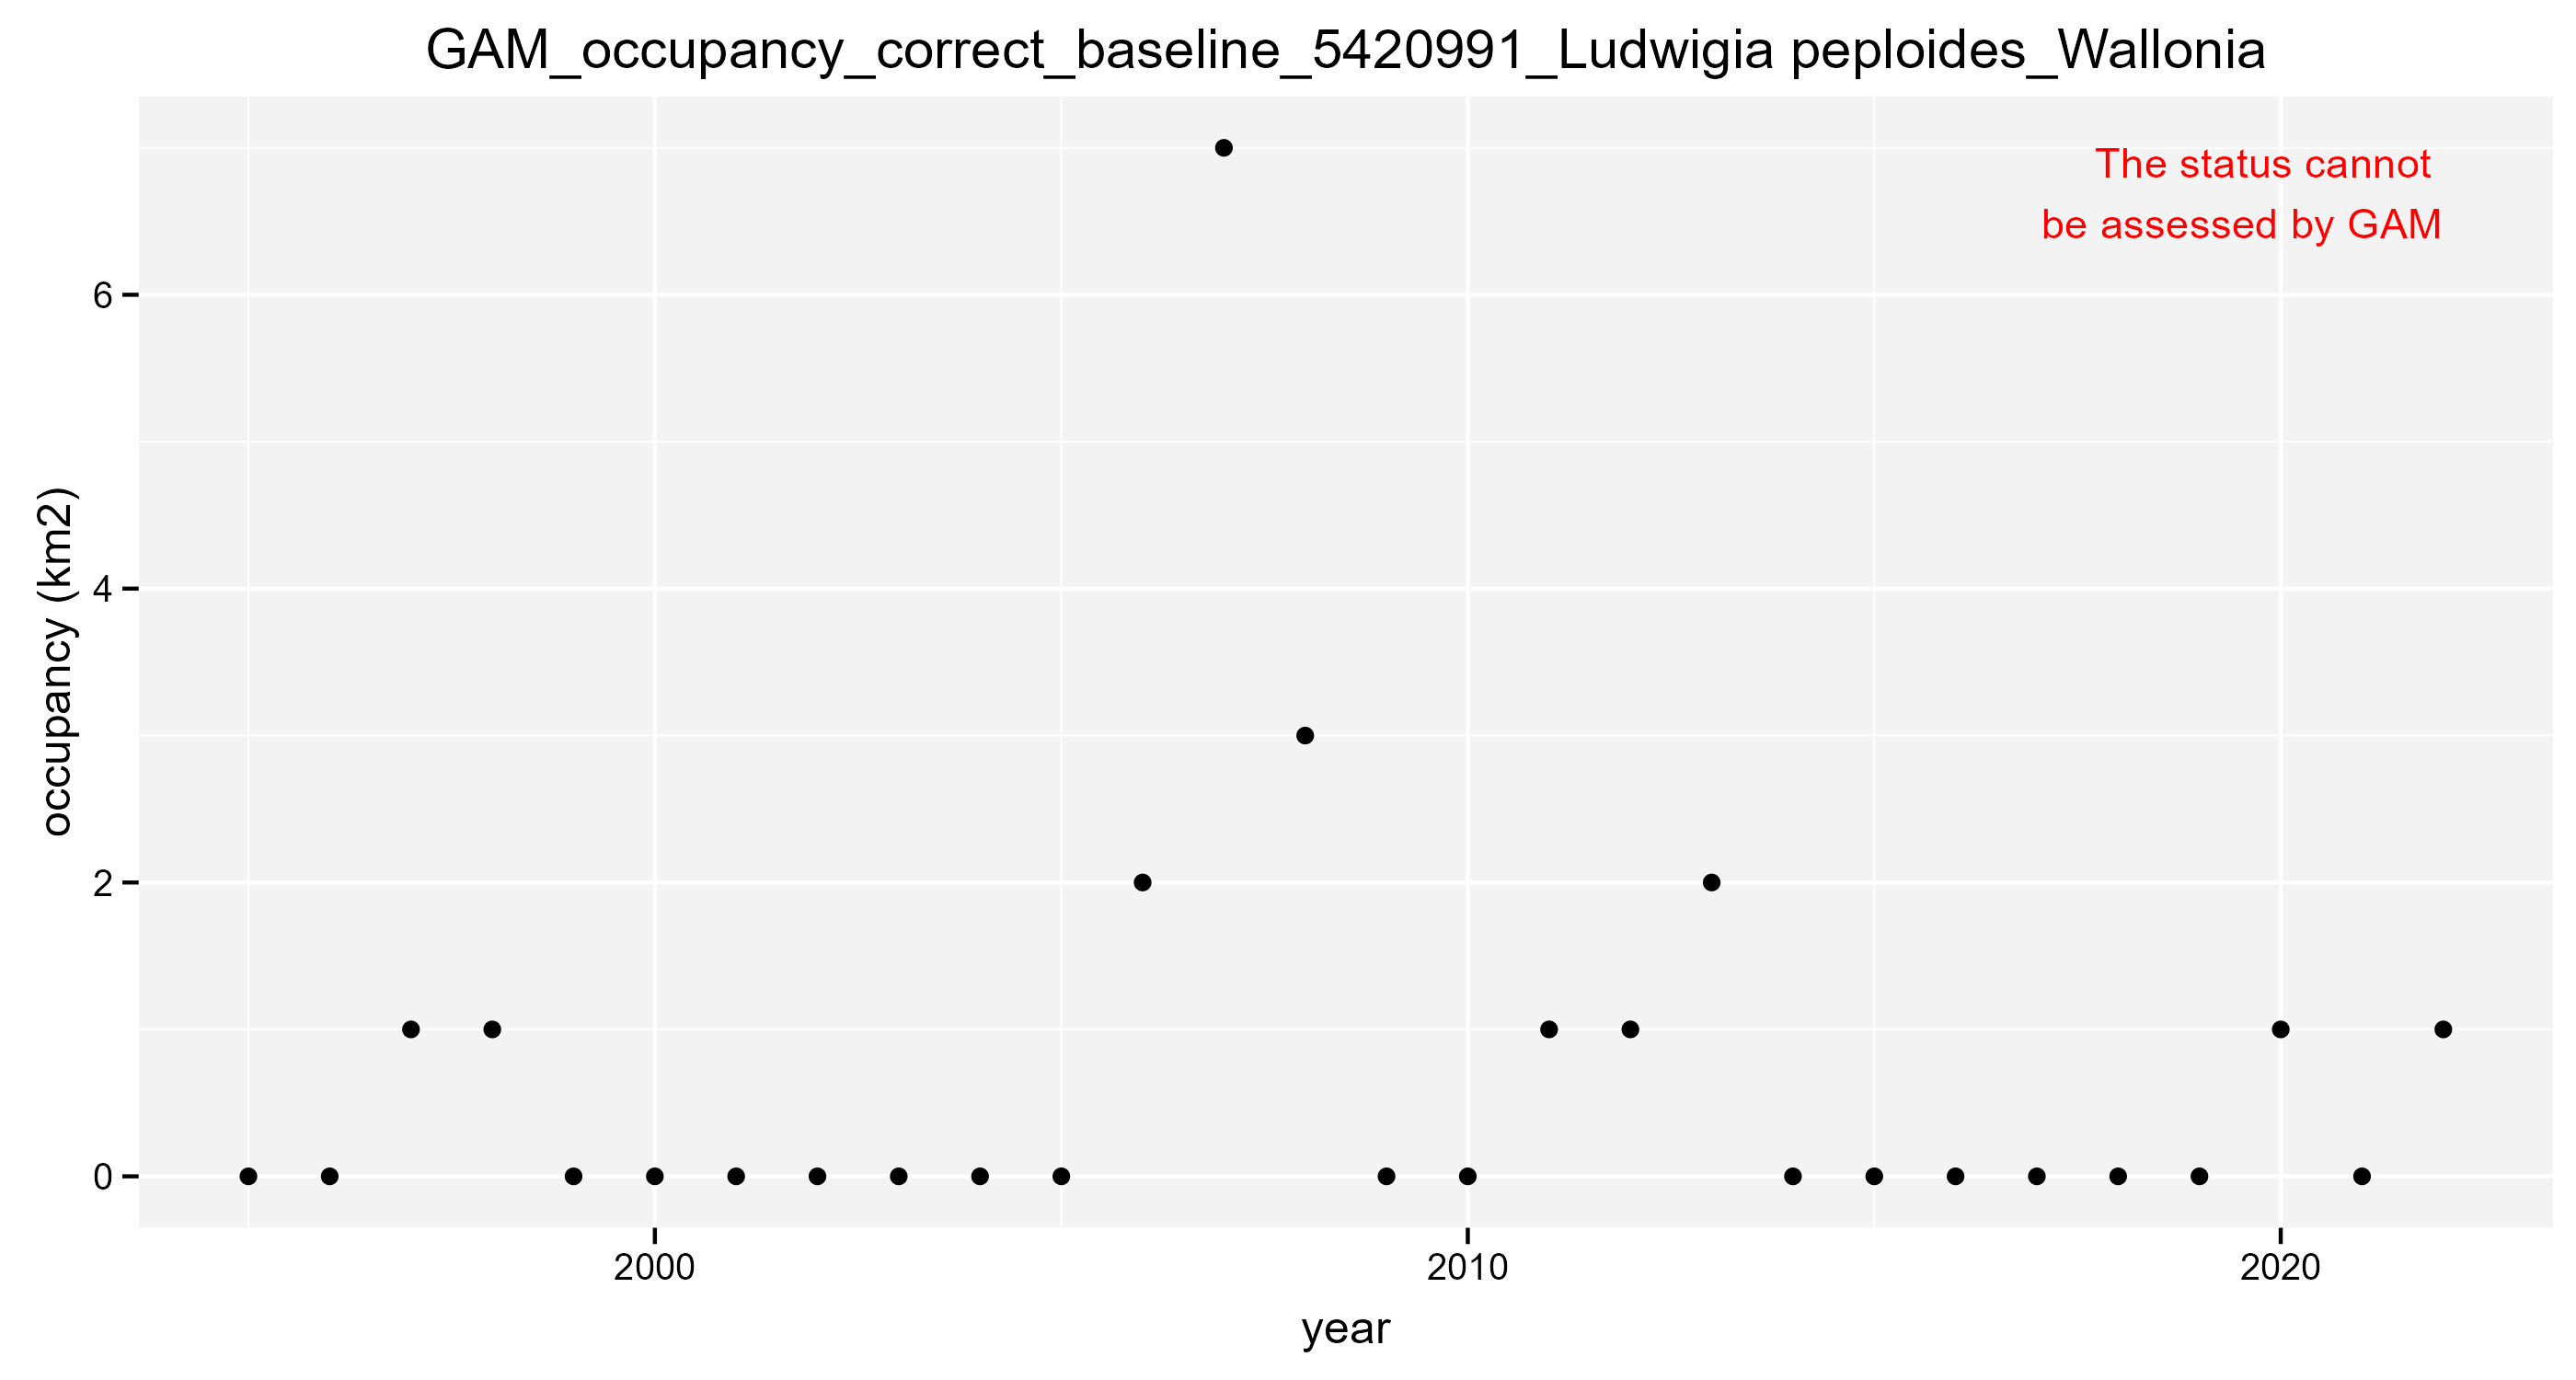 GAM_occupancy_correct_baseline_5420991_Ludwigia peploides_Wallonia
The status cannot
be assessed by GAM
occupancy (km2)
6
4
2
0
2000
2010
2020
year